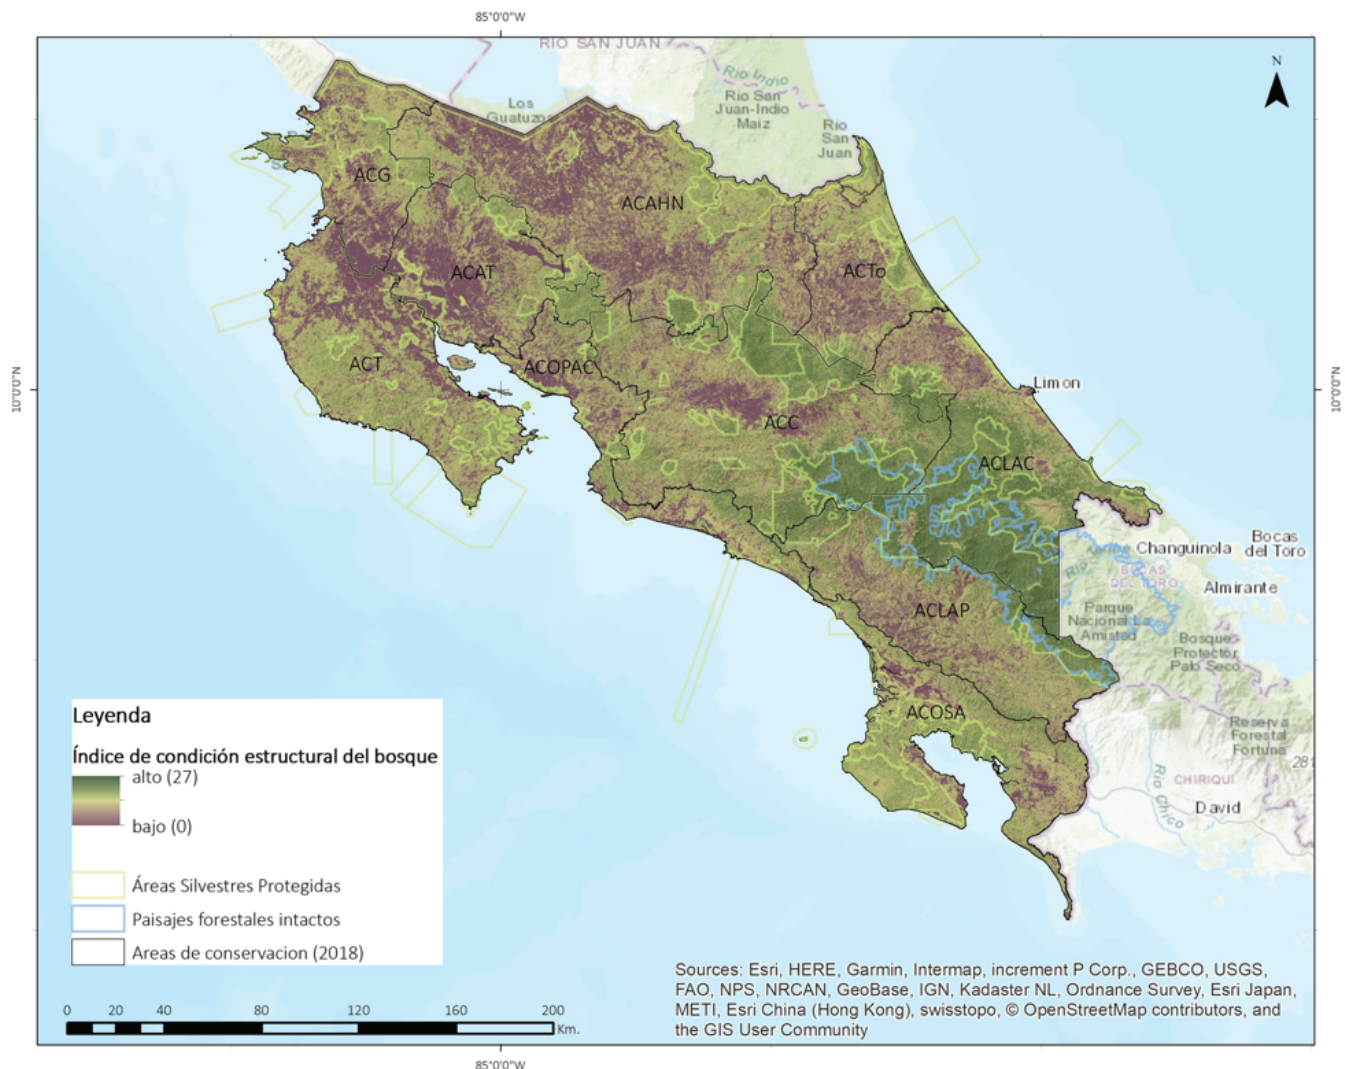 85°0'0"W
RIO SAN JUAN
N
Rio Indio
Los
Guatuzos
Rio San
Juan-Indio
Maiz
Rio
San
Juan
ACG
ACAHN
ACAT
ACTo
ACT
ACOPAC
10°0'0"N
10°0'0"N
Limon
ACC
ACLAC
Changuinola
Bocas
del Toro
BOCAS
DEL TORO
Almirante
ACLAP
Parque
Nacional La
Amistad
Bosque
Protector
Palo Seco
ACOSA
Reserva
Forestal
Fortuna
CHIRIQUI
Rio Chico
David
Leyenda
Índice de condición estructural del bosque
alto (27)
bajo (0)
Áreas Silvestres Protegidas
Paisajes forestales intactos
Areas de conservacion (2018)
0 20 40 80 120 160 200
Km.
Sources: Esri, HERE, Garmin, Intermap, increment P Corp., GEBCO, USGS,
FAO, NPS, NRCAN, GeoBase, IGN, Kadaster NL, Ordnance Survey, Esri Japan,
METI, Esri China (Hong Kong), swisstopo, © OpenStreetMap contributors, and
the GIS User Community
85°0'0"W